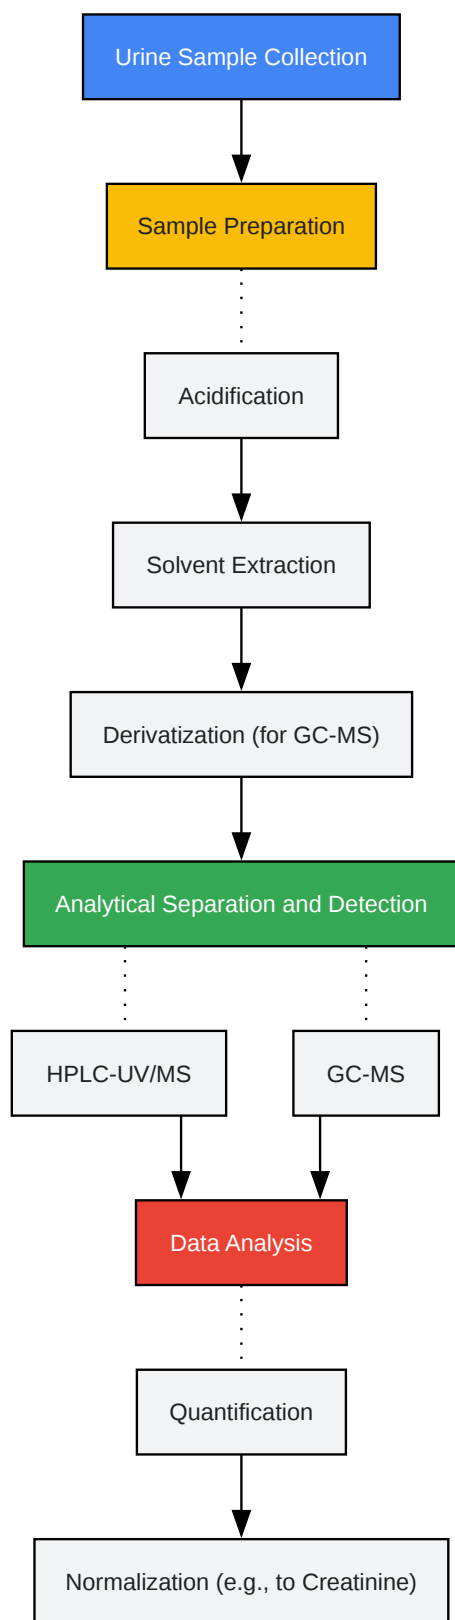 Urine Sample Collection
Sample Preparation
Acidification
Solvent Extraction
Derivatization (for GC-MS)
Analytical Separation and Detection
HPLC-UV/MS
GC-MS
Data Analysis
Quantification
Normalization (e.g., to Creatinine)